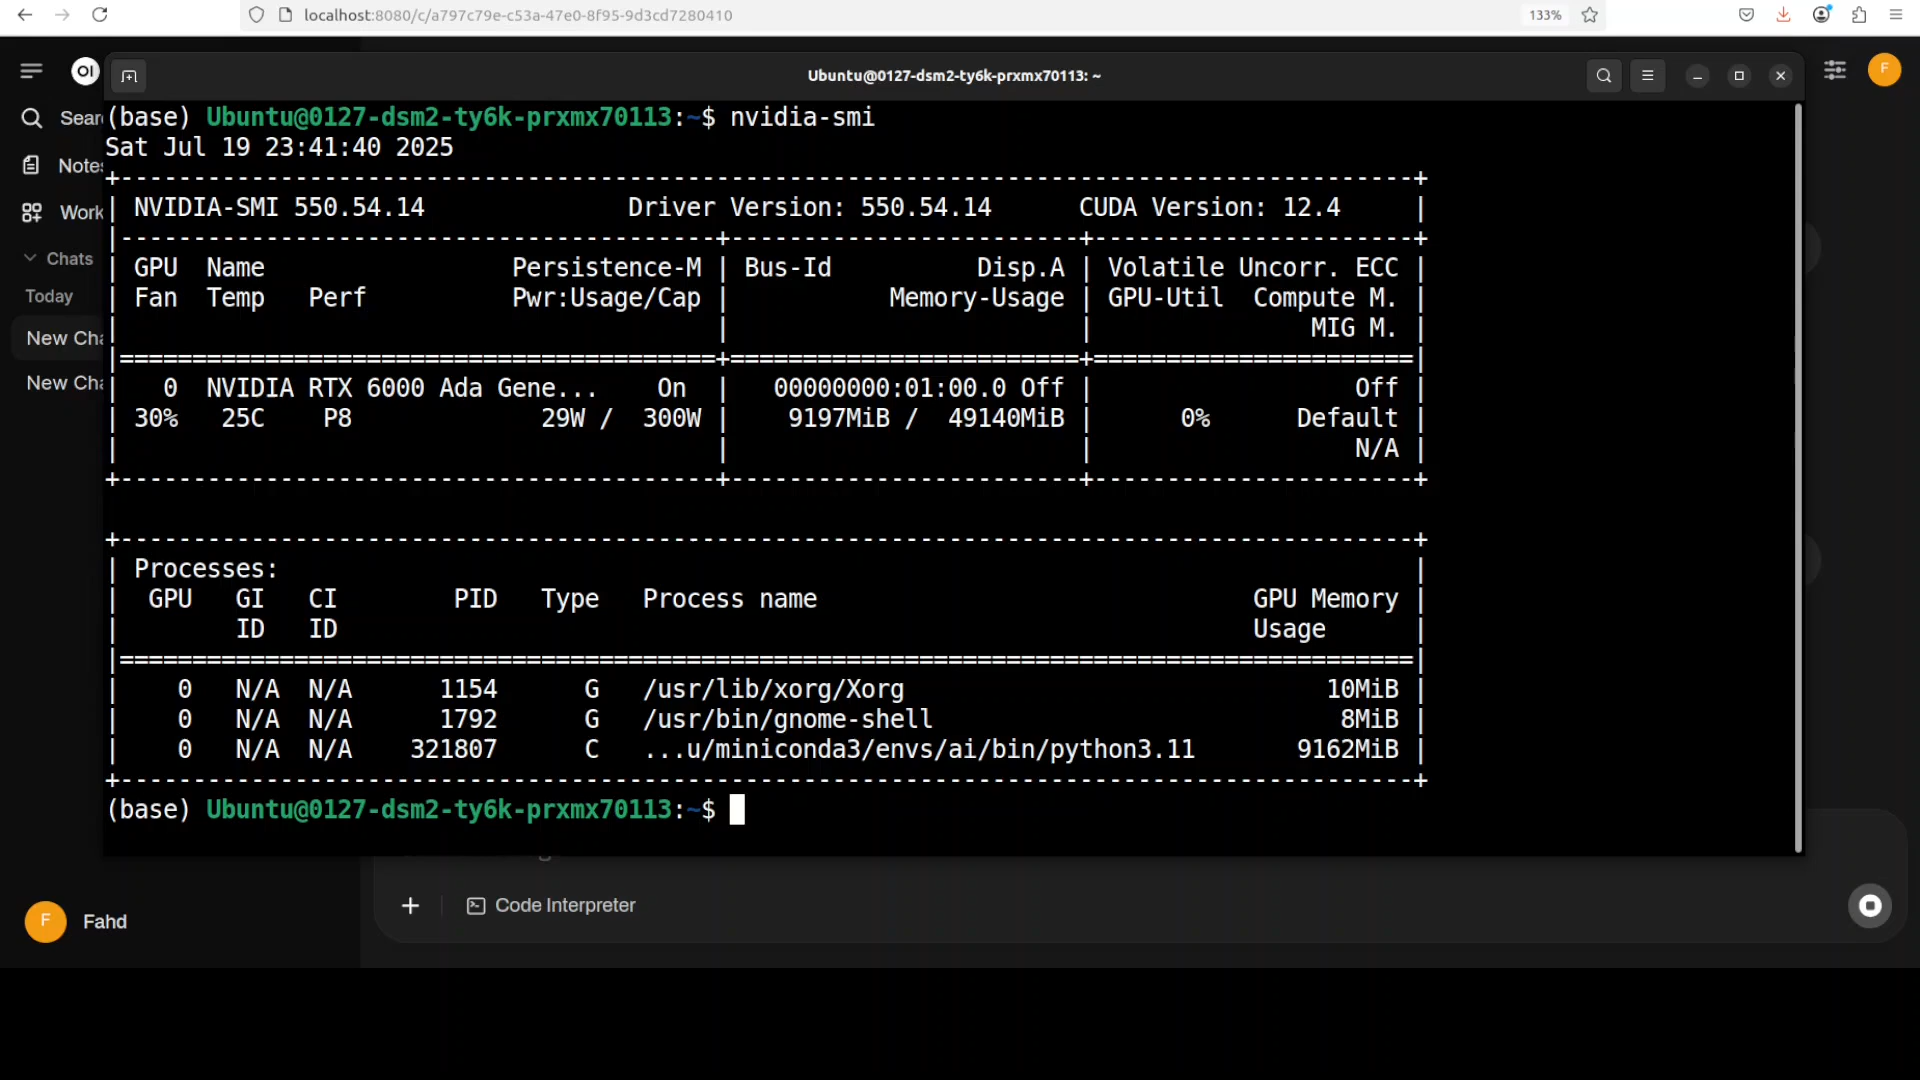 localhost:8080/c/a797c79e-c53a-47e0-8f95-9d3cd7280410
133%
OI
Ubuntu@0127-dsm2-ty6k-prxmx70113: ~
F
Sear
Notes
Work
Chats
Today
New Cha
New Cha
(base) Ubuntu@0127-dsm2-ty6k-prxmx70113:~$ nvidia-smi
Sat Jul 19 23:41:40 2025
+-----------------------------------------------------------------------------------------+
| NVIDIA-SMI 550.54.14              Driver Version: 550.54.14      CUDA Version: 12.4     |
|-----------------------------------------+------------------------+----------------------+
| GPU  Name                 Persistence-M | Bus-Id          Disp.A | Volatile Uncorr. ECC |
| Fan  Temp   Perf          Pwr:Usage/Cap |           Memory-Usage | GPU-Util  Compute M. |
|                                         |                        |               MIG M. |
|=========================================+========================+======================|
|   0  NVIDIA RTX 6000 Ada Gene...    On  |   00000000:01:00.0 Off |                  Off |
| 30%   25C    P8             29W /  300W |    9197MiB /  49140MiB |      0%      Default |
|                                         |                        |                  N/A |
+-----------------------------------------+------------------------+----------------------+
+-----------------------------------------------------------------------------------------+
| Processes:                                                                              |
|  GPU   GI   CI        PID   Type   Process name                              GPU Memory |
|        ID   ID                                                               Usage      |
|=========================================================================================|
|    0   N/A  N/A      1154      G   /usr/lib/xorg/Xorg                             10MiB |
|    0   N/A  N/A      1792      G   /usr/bin/gnome-shell                            8MiB |
|    0   N/A  N/A    321807      C   ...u/miniconda3/envs/ai/bin/python3.11       9162MiB |
+-----------------------------------------------------------------------------------------+
(base) Ubuntu@0127-dsm2-ty6k-prxmx70113:~$
Code Interpreter
F
Fahd